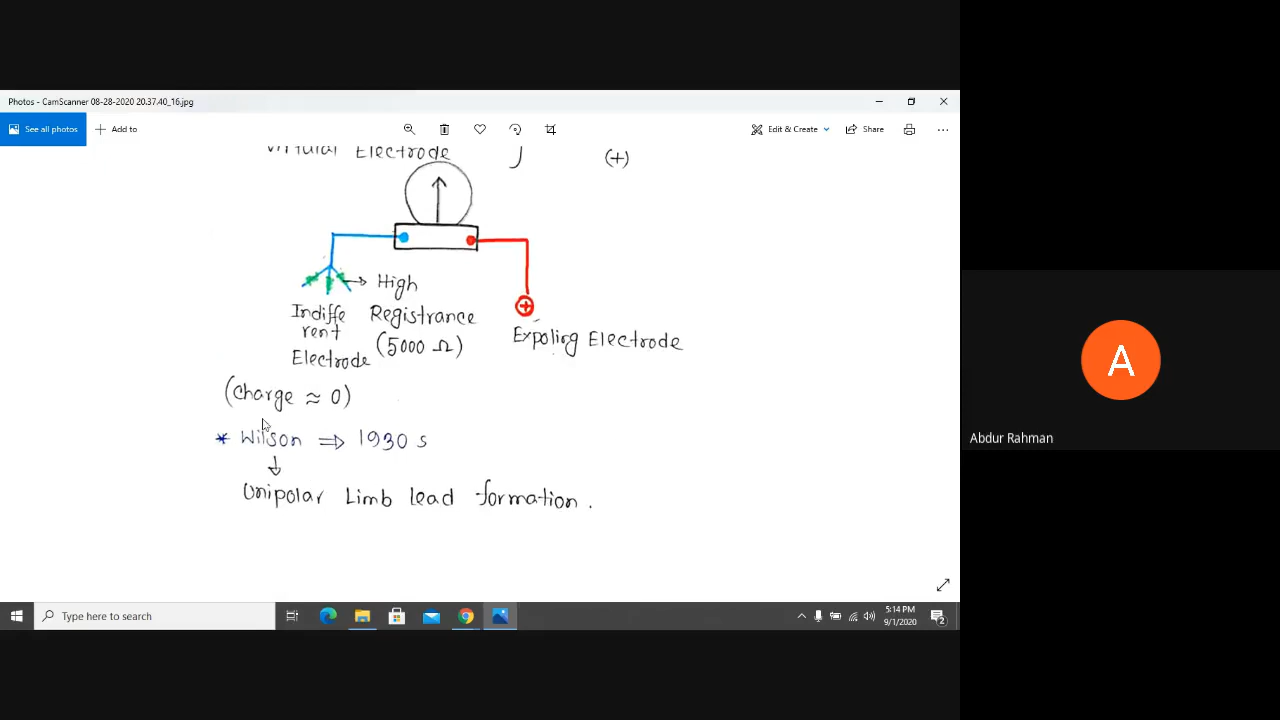 Photos - CamScanner 08-28-2020 20.37.40_16.jpg
See all photos
Add to
Edit & Create
Share
Electrode
(+)
High
Indiffe
rent
Electrode
Registrance
(5000 Ω)
Expoling Electrode
(Charge ≈ 0)
* Wilson ⇒ 1930 s
↓
Unipolar Limb lead formation.
A
Abdur Rahman
Type here to search
5:14 PM
9/1/2020
2